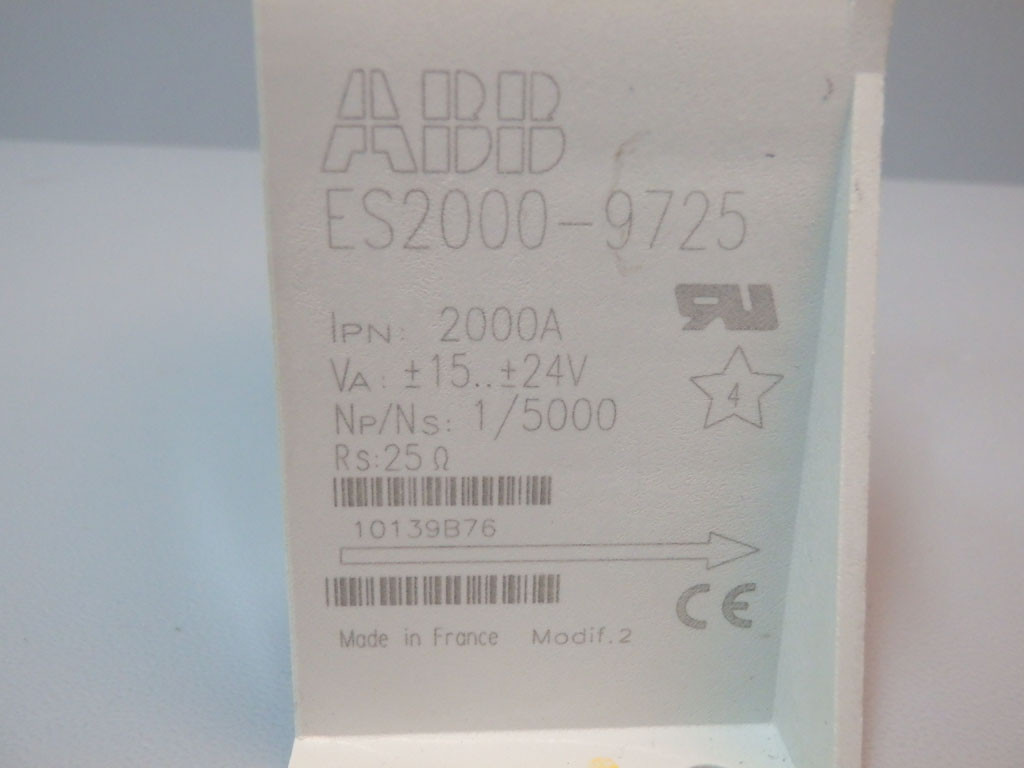 ABB
ES2000-9725
IPN: 2000A
VA: ±15..±24V
NP/NS: 1/5000
RS:25Ω
4
10139B76
CE
Made in France Modif.2